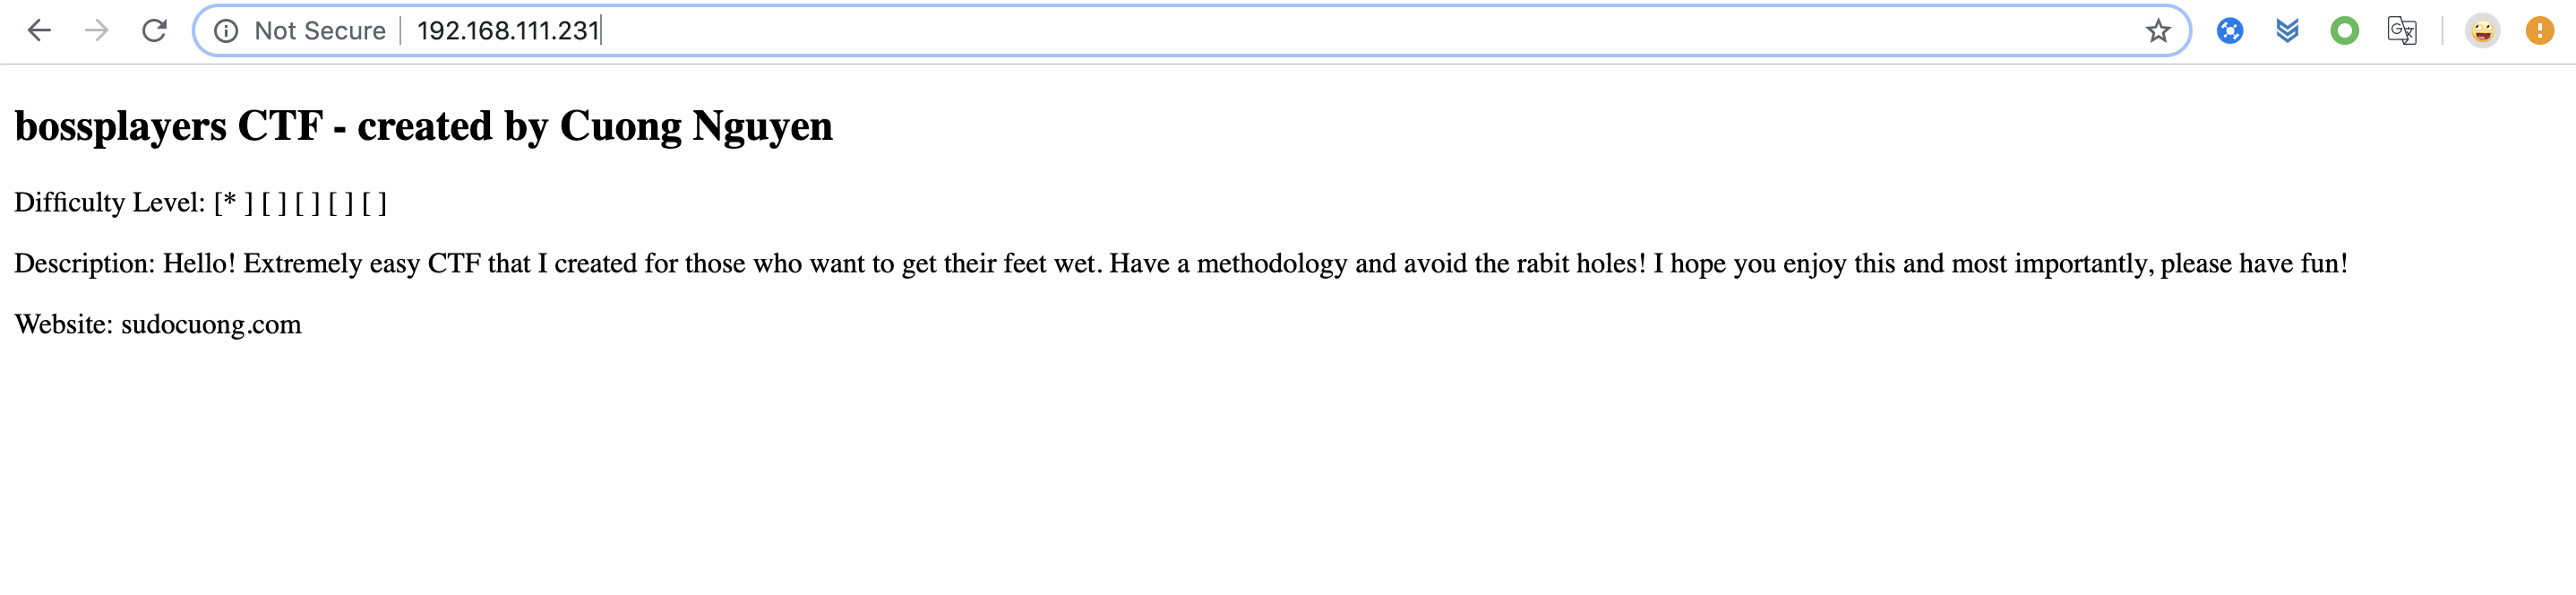 Not Secure | 192.168.111.231
bossplayers CTF - created by Cuong Nguyen
Difficulty Level: [* ] [ ] [ ] [ ] [ ]
Description: Hello! Extremely easy CTF that I created for those who want to get their feet wet. Have a methodology and avoid the rabit holes! I hope you enjoy this and most importantly, please have fun!
Website: sudocuong.com